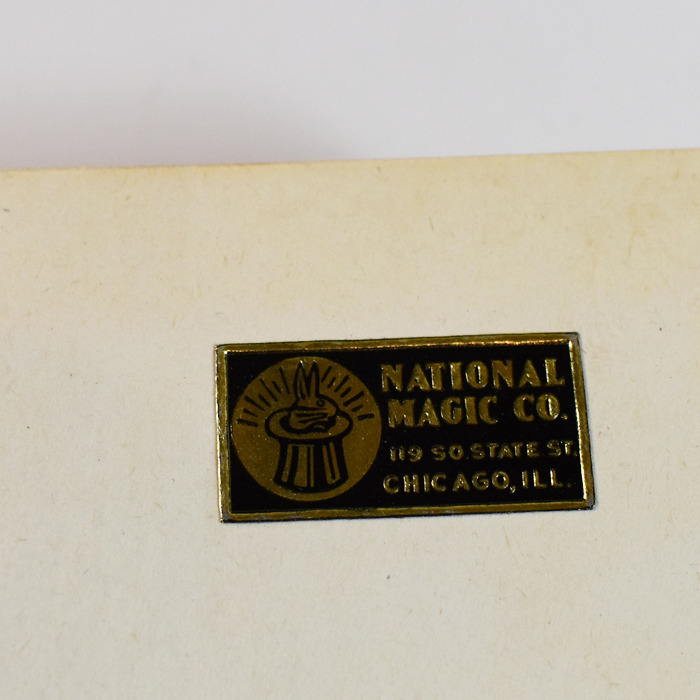 NATIONAL
MAGIC CO.
119 SO. STATE ST.
CHICAGO, ILL.